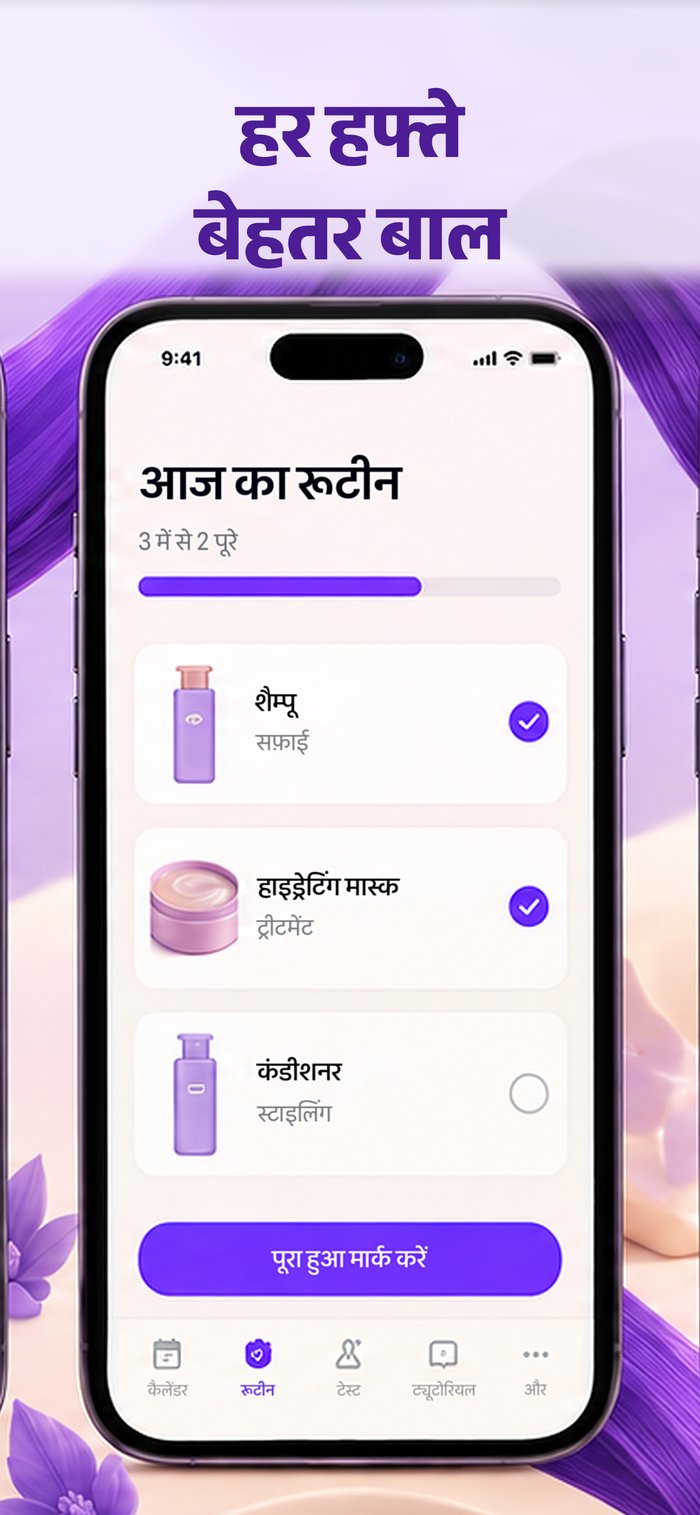 हर हफ्ते
बेहतर बाल
9:41
आज का रूटीन
3 में से 2 पूरे
शैम्पू
सफ़ाई
हाइड्रेटिंग मास्क
ट्रीटमेंट
कंडीशनर
स्टाइलिंग
पूरा हुआ मार्क करें
कैलेंडर
रूटीन
टेस्ट
ट्यूटोरियल
और